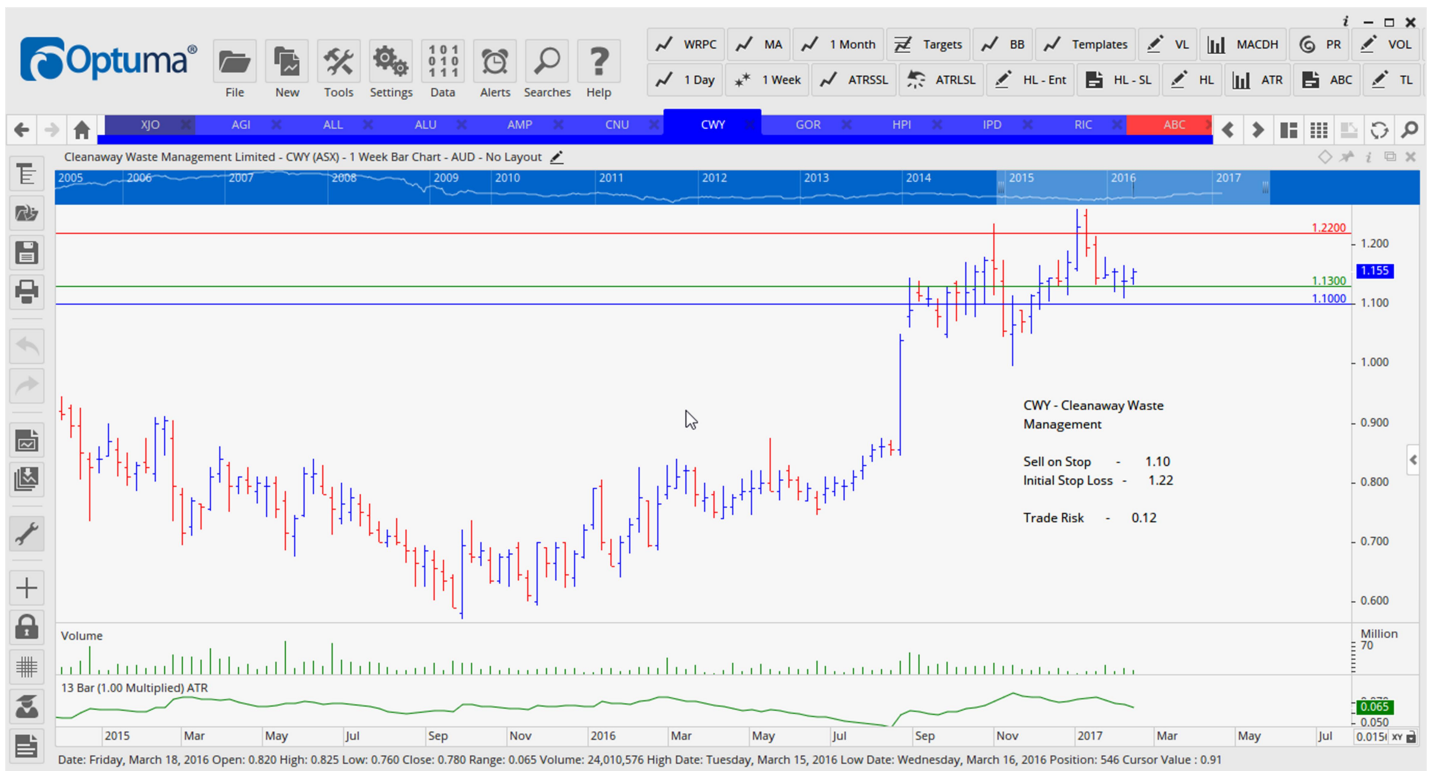 i
Optuma®
File New Tools Settings Data Alerts Searches Help
101
010
111
WRPC MA 1 Month Targets BB Templates VL MACDH PR VOL
1 Day 1 Week ATRSSL ATRLSL HL - Ent HL - SL HL ATR ABC TL
XJO AGI ALL ALU AMP CNU CWY GOR HPI IPD RIC ABC
Cleanaway Waste Management Limited - CWY (ASX) - 1 Week Bar Chart - AUD - No Layout
2005 2006 2007 2008 2009 2010 2011 2012 2013 2014 2015 2016 2017
1.2200
1.200
1.155
1.1300
1.1000
1.100
1.000
CWY - Cleanaway Waste
Management
0.900
Sell on Stop - 1.10
Initial Stop Loss - 1.22
0.800
Trade Risk - 0.12
0.700
0.600
Volume
Million
70
13 Bar (1.00 Multiplied) ATR
0.065
0.050
2015 Mar May Jul Sep Nov 2016 Mar May Jul Sep Nov 2017 Mar May Jul
XY
Date: Friday, March 18, 2016 Open: 0.820 High: 0.825 Low: 0.760 Close: 0.780 Range: 0.065 Volume: 24,010,576 High Date: Tuesday, March 15, 2016 Low Date: Wednesday, March 16, 2016 Position: 546 Cursor Value : 0.91